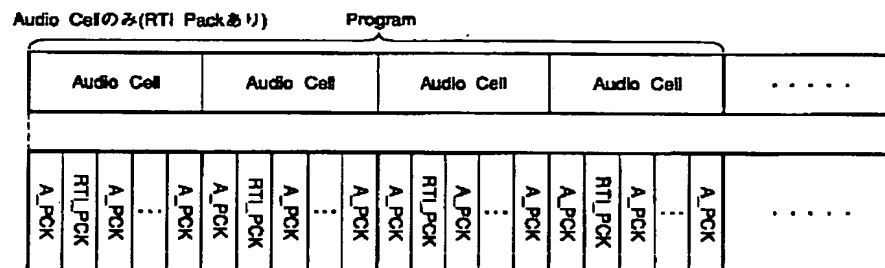 Audio Cellのみ(RTI Packあり) Program
Audio Cell Audio Cell Audio Cell Audio Cell ・・・・・
A_PCK RTI_PCK A_PCK ... A_PCK A_PCK RTI_PCK A_PCK ... A_PCK A_PCK RTI_PCK A_PCK ... A_PCK A_PCK RTI_PCK A_PCK ... A_PCK ・・・・・